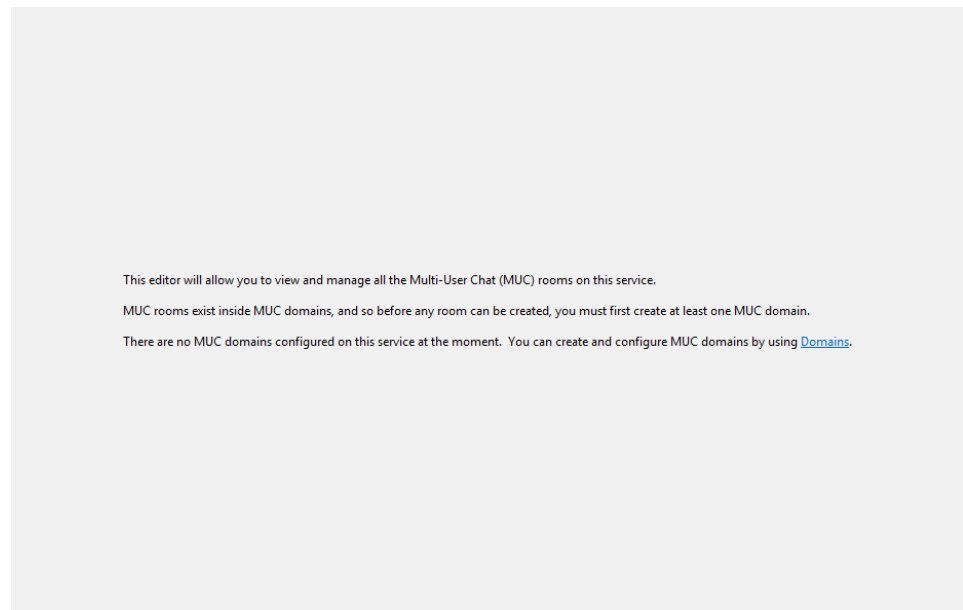 This editor will allow you to view and manage all the Multi-User Chat (MUC) rooms on this service.
MUC rooms exist inside MUC domains, and so before any room can be created, you must first create at least one MUC domain.
There are no MUC domains configured on this service at the moment.  You can create and configure MUC domains by using Domains.